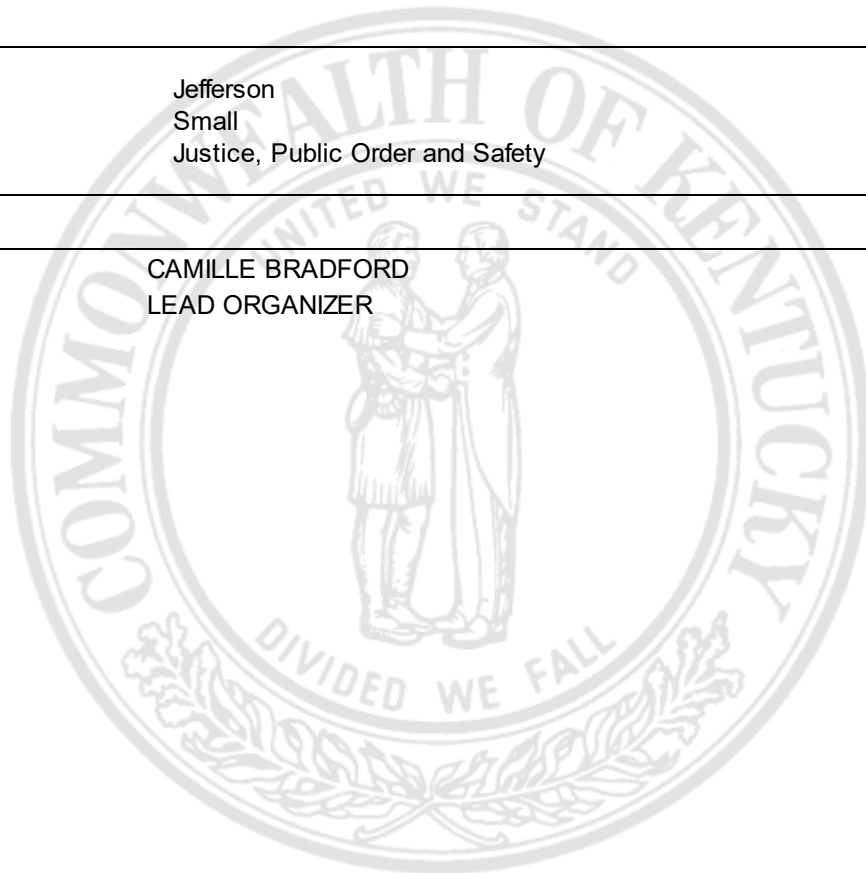 Jefferson
Small
Justice, Public Order and Safety
CAMILLE BRADFORD
LEAD ORGANIZER
COMMONWEALTH OF KENTUCKY
UNITED WE STAND
DIVIDED WE FALL